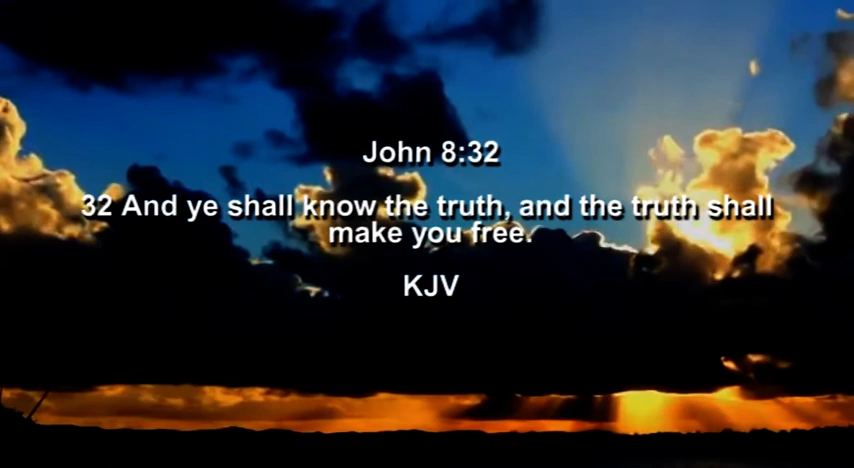 John 8:32
32 And ye shall know the truth, and the truth shall
make you free.
KJV